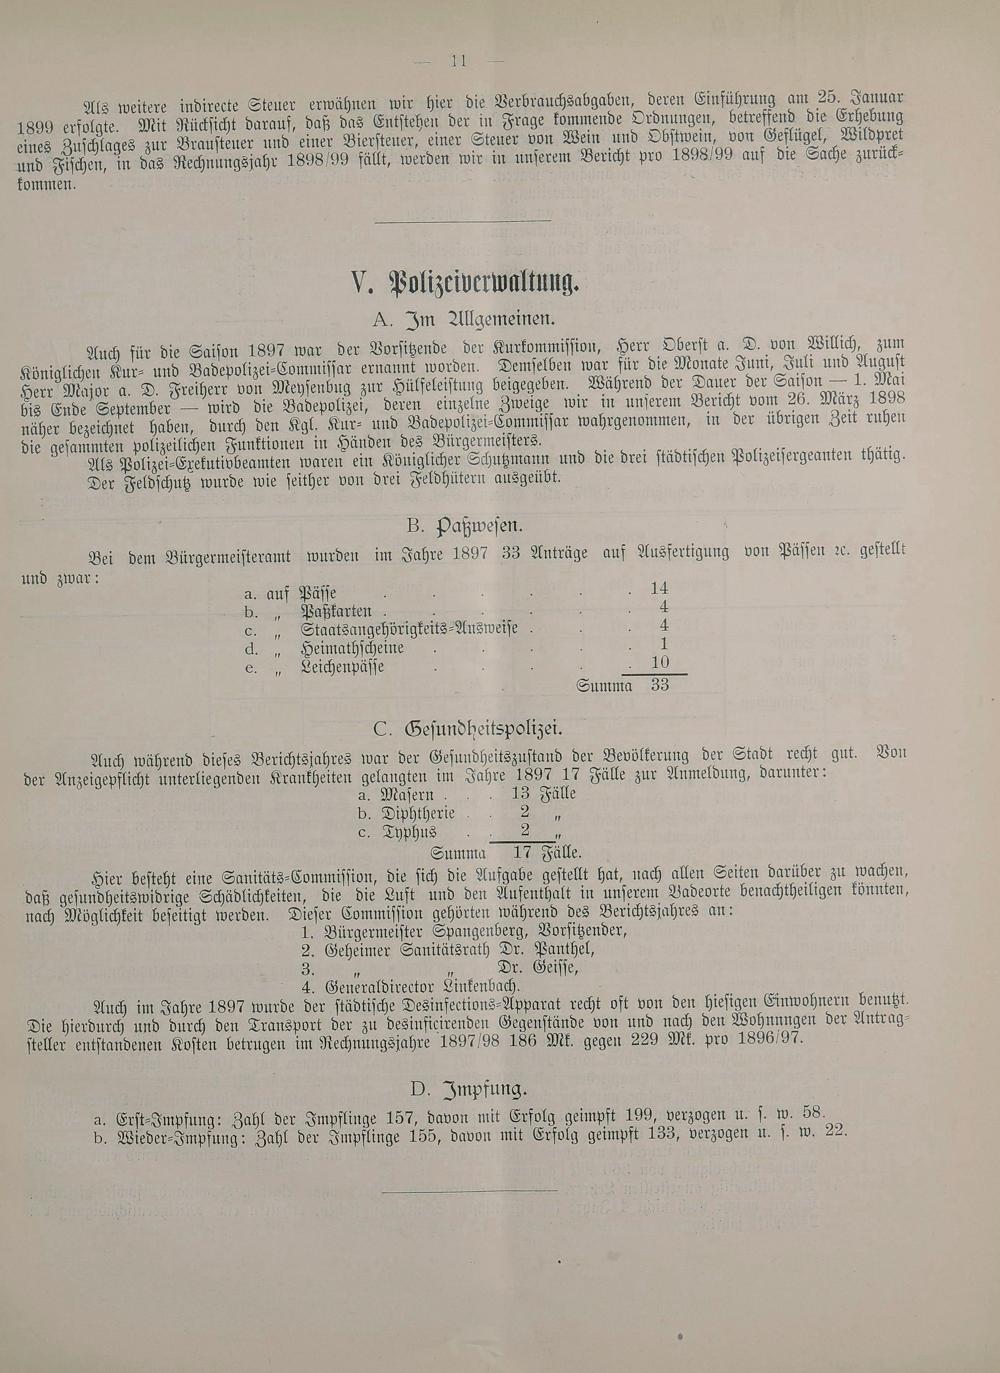 — 11 —
Als weitere indirecte Steuer erwähnen wir hier die Verbrauchsabgaben, deren Einführung am 25. Januar
1899 erfolgte. Mit Rücksicht darauf, daß das Entstehen der in Frage kommende Ordnungen, betreffend die Erhebung
eines Zuschlages zur Braustener und einer Biersteuer, einer Steuer von Wein und Obstwein, von Geflügel, Wildpret
und Fischen, in das Rechnungsjahr 1898/99 fällt, werden wir in unserem Bericht pro 1898/99 auf die Sache zurück-
kommen.
V. Polizeiverwaltung.
A. Im Allgemeinen.
Auch für die Saison 1897 war der Vorsitzende der Kurkommission, Herr Oberst a. D. von Willich, zum
Königlichen Kur- und Badepolizei-Commissar ernannt worden. Demselben war für die Monate Juni, Juli und August
Herr Major a. D. Freiherr von Meysenbug zur Hülfeleistung beigegeben. Während der Dauer der Saison — 1. Mai
bis Ende September — wird die Badepolizei, deren einzelne Zweige wir in unserem Bericht vom 26. März 1898
näher bezeichnet haben, durch den Kgl. Kur- und Badepolizei-Commissar wahrgenommen, in der übrigen Zeit ruhen
die gesammten polizeilichen Funktionen in Händen des Bürgermeisters.
Als Polizei-Exekutivbeamten waren ein Königlicher Schutzmann und die drei städtischen Polizeisergeanten thätig.
Der Feldschutz wurde wie seither von drei Feldhütern ausgeübt.
B. Paßwesen.
Bei dem Bürgermeisteramt wurden im Jahre 1897 33 Anträge auf Ausfertigung von Pässen ꝛc. gestellt
und zwar:
a. auf Pässe . . . . . . 14
b. „ Paßkarten . . . . . . 4
c. „ Staatsangehörigkeits-Ausweise . . . 4
d. „ Heimathscheine . . . . . 1
e. „ Leichenpässe . . . . . 10
Summa 33
C. Gesundheitspolizei.
Auch während dieses Berichtsjahres war der Gesundheitszustand der Bevölkerung der Stadt recht gut. Von
der Anzeigepflicht unterliegenden Krankheiten gelangten im Jahre 1897 17 Fälle zur Anmeldung, darunter:
a. Masern . . . 13 Fälle
b. Diphtherie . . 2 „
c. Typhus . . 2 „
Summa 17 Fälle.
Hier besteht eine Sanitäts-Commission, die sich die Aufgabe gestellt hat, nach allen Seiten darüber zu wachen,
daß gesundheitswidrige Schädlichkeiten, die die Luft und den Aufenthalt in unserem Badeorte benachtheiligen könnten,
nach Möglichkeit beseitigt werden. Dieser Commission gehörten während des Berichtsjahres an:
1. Bürgermeister Spangenberg, Vorsitzender,
2. Geheimer Sanitätsrath Dr. Panthel,
3. „ „ Dr. Geisse,
4. Generaldirector Linkenbach.
Auch im Jahre 1897 wurde der städtische Desinfections-Apparat recht oft von den hiesigen Einwohnern benutzt.
Die hierdurch und durch den Transport der zu desinficirenden Gegenstände von und nach den Wohnungen der Antrag-
steller entstandenen Kosten betrugen im Rechnungsjahre 1897/98 186 Mk. gegen 229 Mk. pro 1896/97.
D. Impfung.
a. Erst-Impfung: Zahl der Impflinge 157, davon mit Erfolg geimpft 199, verzogen u. s. w. 58.
b. Wieder-Impfung: Zahl der Impflinge 155, davon mit Erfolg geimpft 133, verzogen u. s. w. 22.